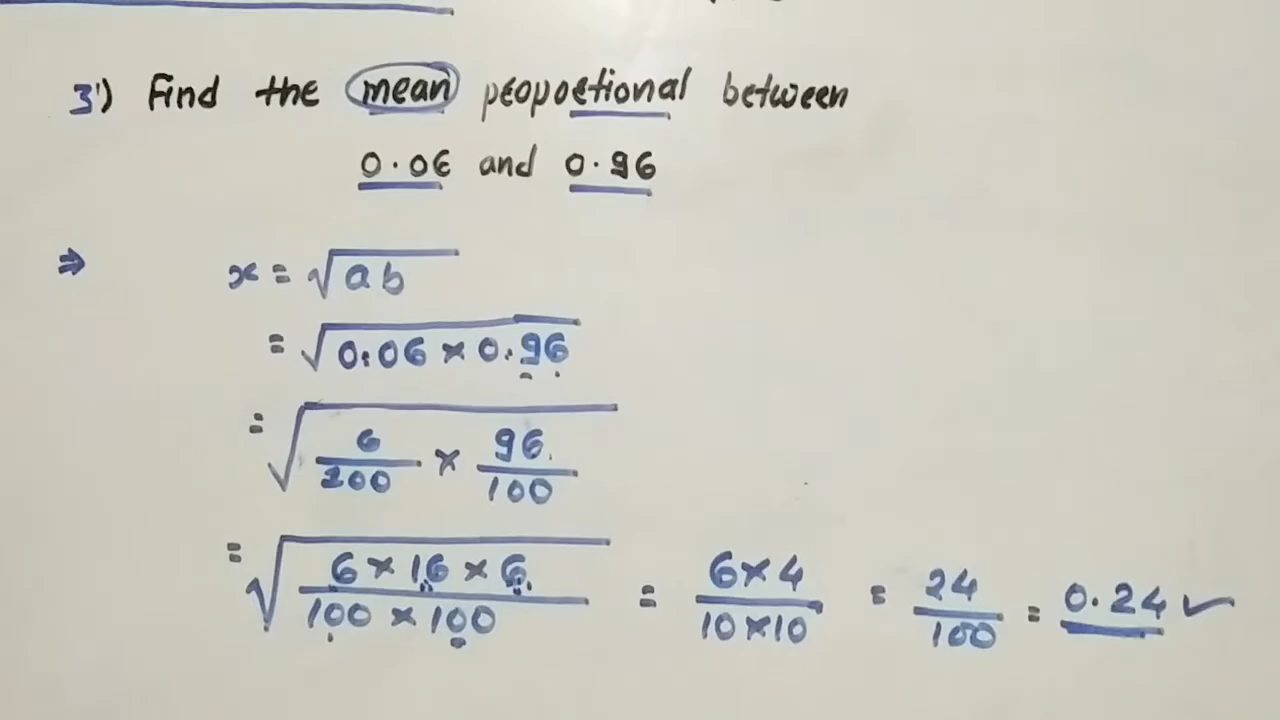 3') Find the mean propoetional between
0.06 and 0.96
⇒ x = √ab
= √0.06 × 0.96
= √6/100 × 96/100
= √6 × 16 × 6/100 × 100 = 6×4/10×10 = 24/100 = 0.24 ✓